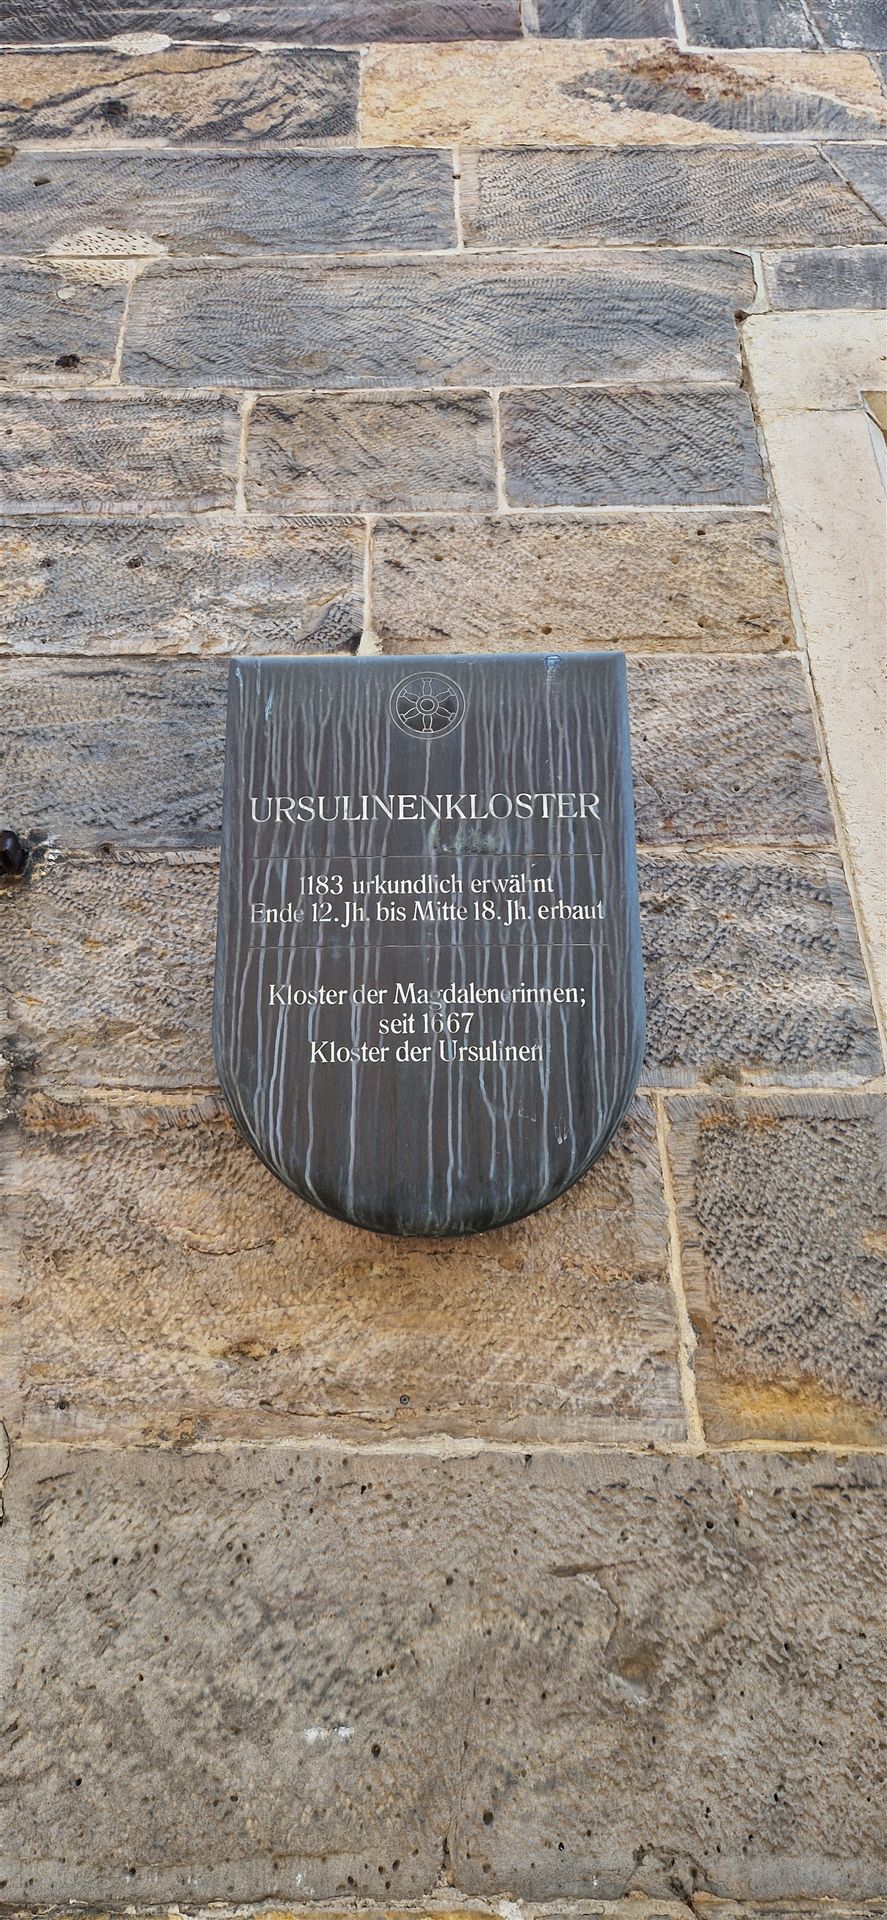 URSULINENKLOSTER
1183 urkundlich erwähnt
Ende 12. Jh. bis Mitte 18. Jh. erbaut
Kloster der Magdalenerinnen;
seit 1667
Kloster der Ursulinen